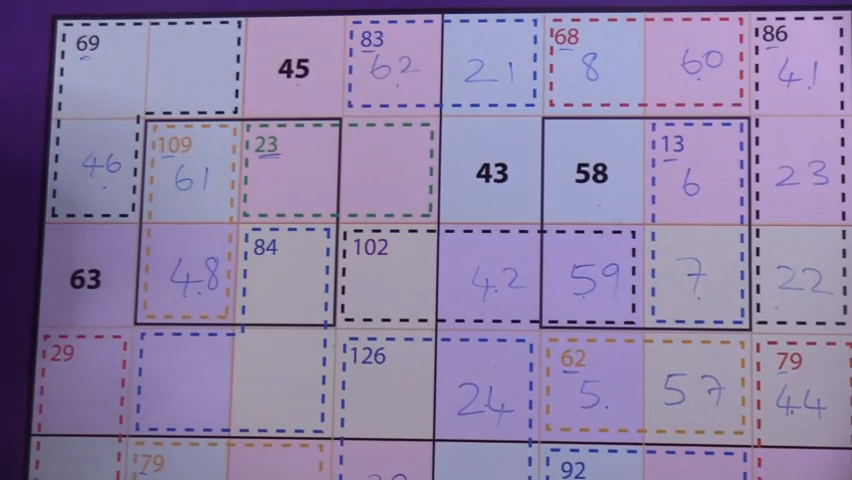 69 45 83 62 21 68 8 60 86 41
46 109 61 23 43 58 13 6 23
63 48 84 102 42 59 7 22
29 126 24 62 5 57 79 44
79 92